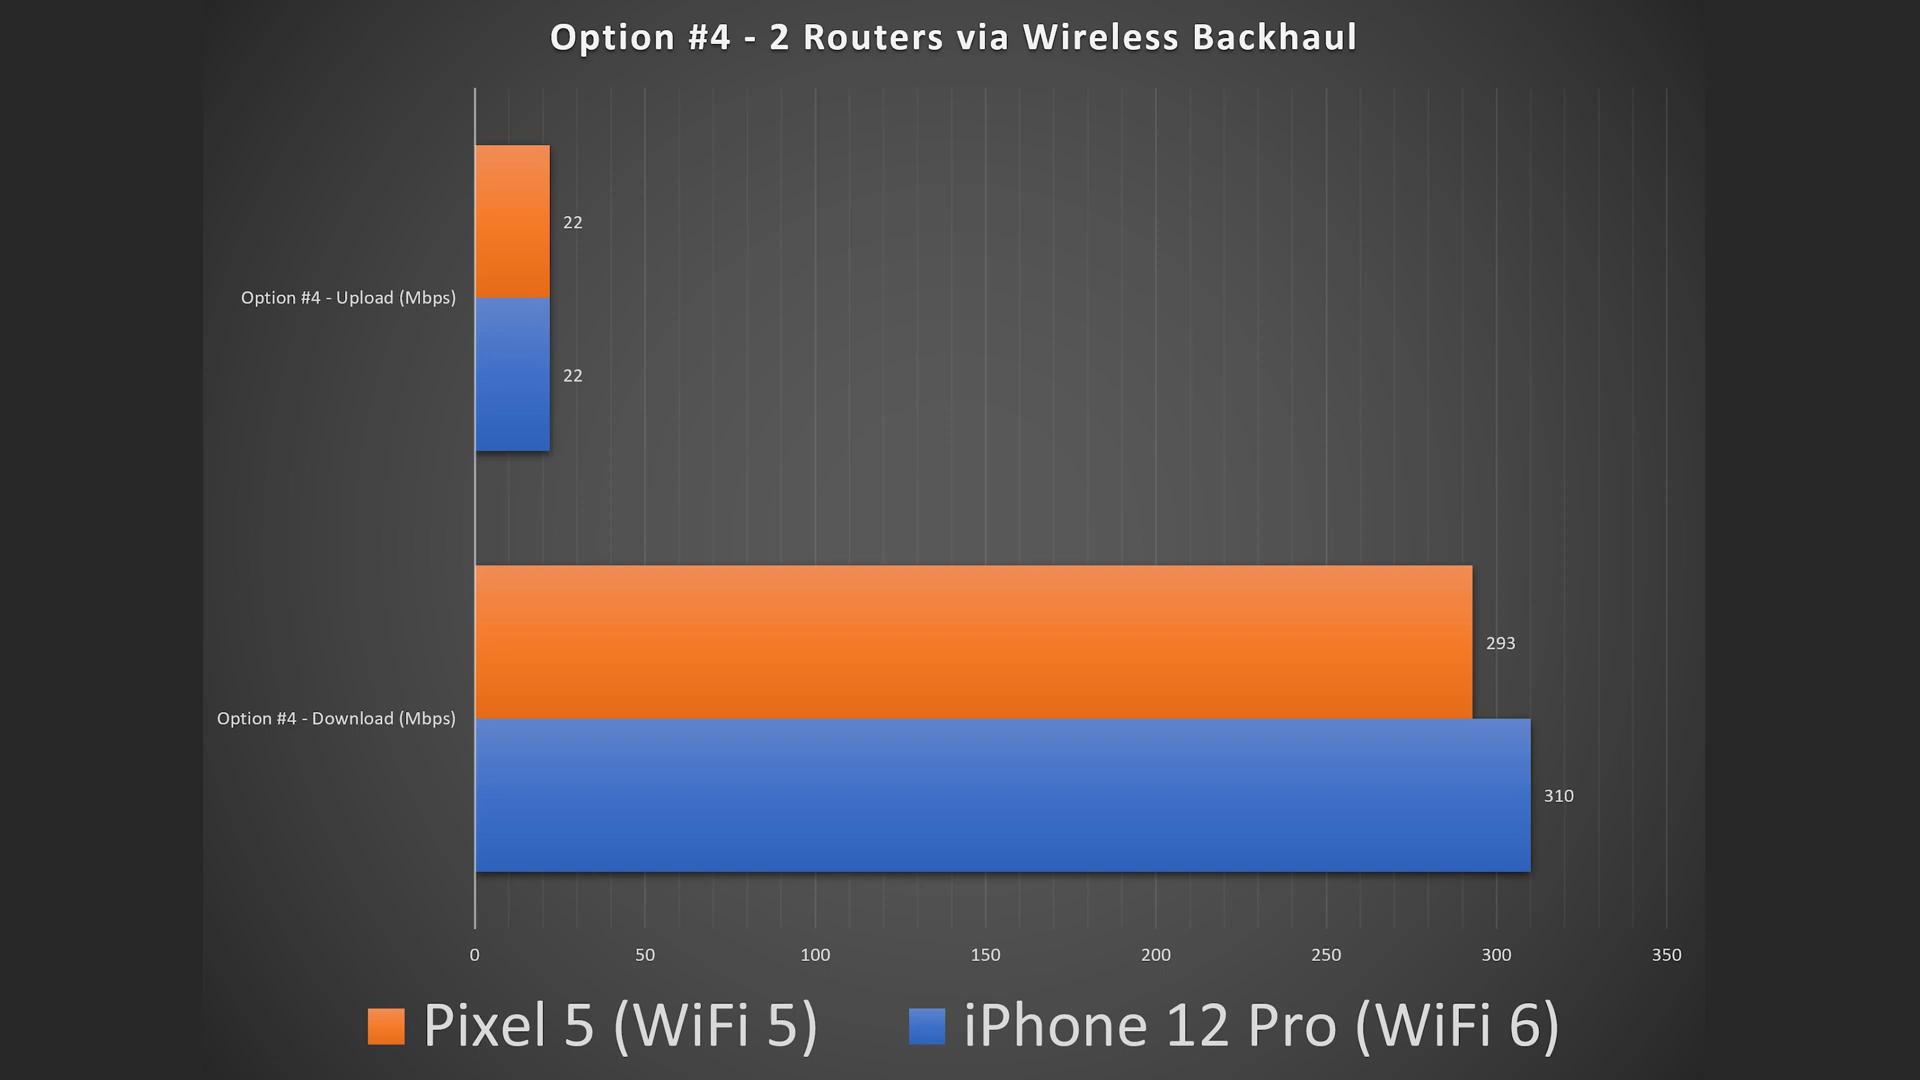 Option #4 - 2 Routers via Wireless Backhaul
22
Option #4 - Upload (Mbps)
22
293
Option #4 - Download (Mbps)
310
0 50 100 150 200 250 300 350
Pixel 5 (WiFi 5) iPhone 12 Pro (WiFi 6)